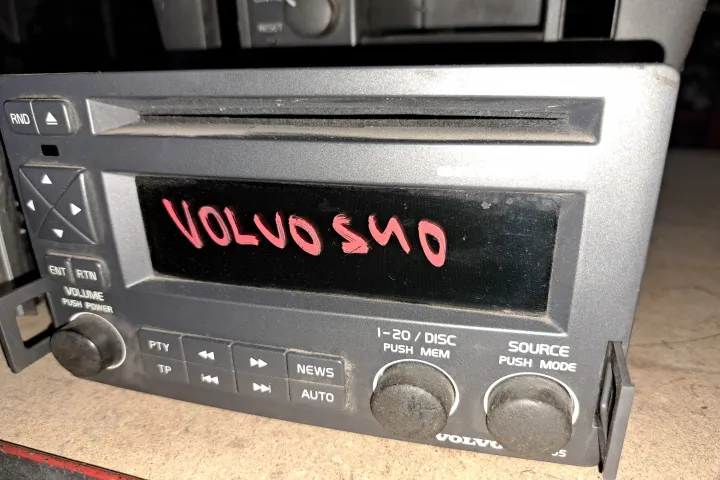 RESET
RND
VOLVO S40
ENT RTN
VOLUME
PUSH POWER
PTY
TP
NEWS
AUTO
1-20 / DISC
PUSH MEM
SOURCE
PUSH MODE
VOLVO